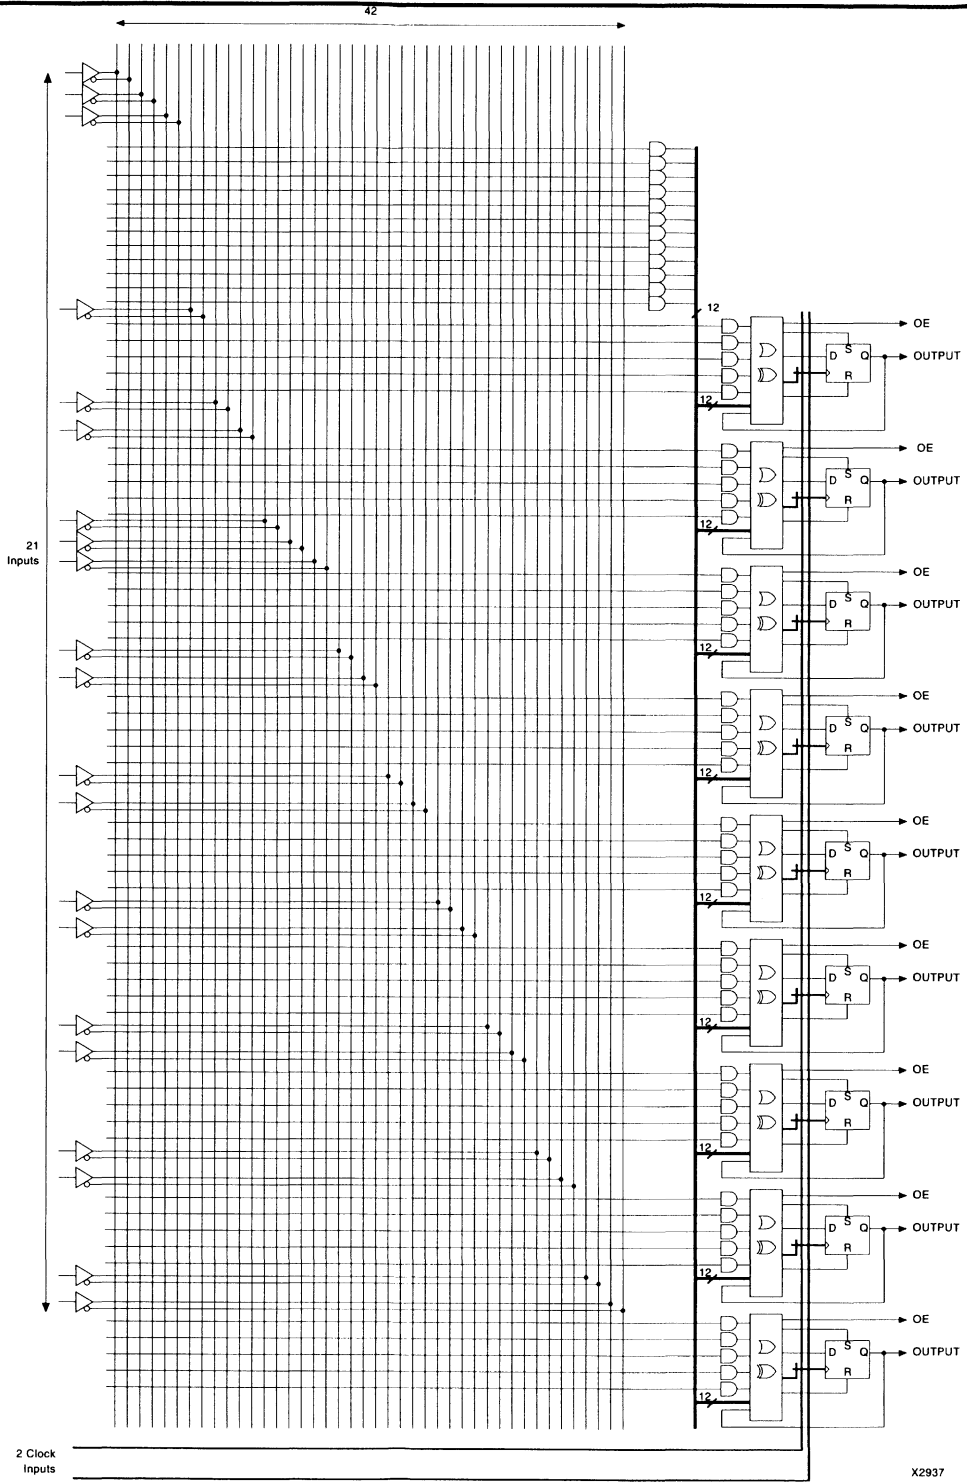 42
12
OE
D S Q
R
OUTPUT
12
OE
D S Q
R
OUTPUT
12
21
Inputs
OE
D S Q
R
OUTPUT
12
OE
D S Q
R
OUTPUT
12
OE
D S Q
R
OUTPUT
12
OE
D S Q
R
OUTPUT
12
OE
D S Q
R
OUTPUT
12
OE
D S Q
R
OUTPUT
12
OE
D S Q
R
OUTPUT
12
2 Clock
Inputs
X2937